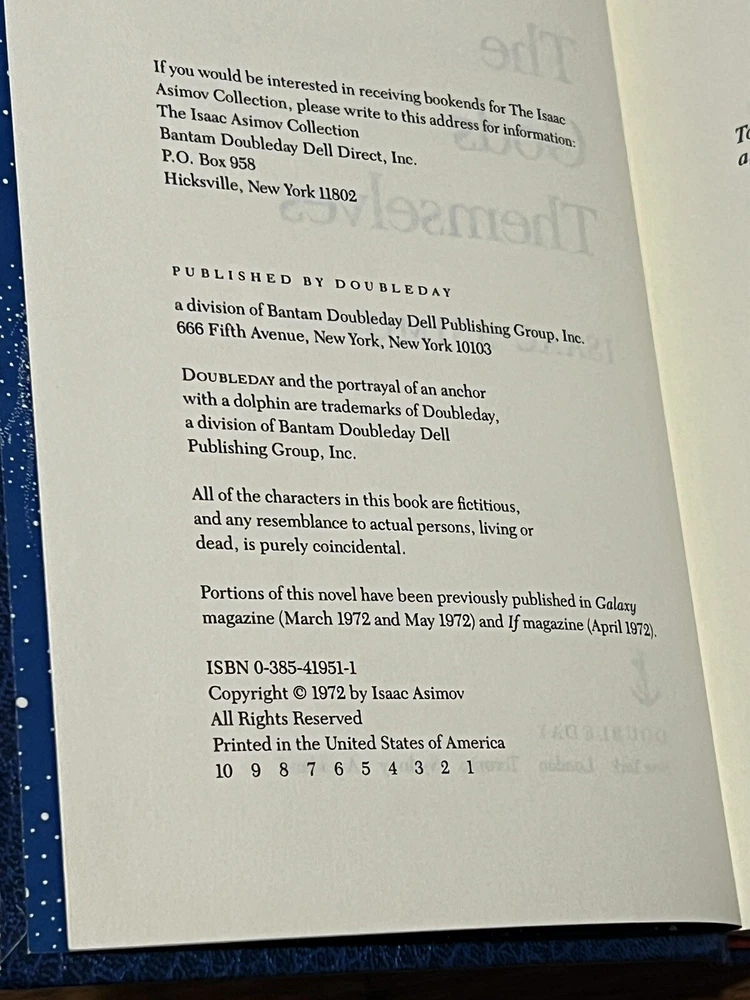 If you would be interested in receiving bookends for The Isaac
Asimov Collection, please write to this address for information:
The Isaac Asimov Collection
Bantam Doubleday Dell Direct, Inc.
P.O. Box 958
Hicksville, New York 11802
PUBLISHED BY DOUBLEDAY
a division of Bantam Doubleday Dell Publishing Group, Inc.
666 Fifth Avenue, New York, New York 10103
DOUBLEDAY and the portrayal of an anchor
with a dolphin are trademarks of Doubleday,
a division of Bantam Doubleday Dell
Publishing Group, Inc.
All of the characters in this book are fictitious,
and any resemblance to actual persons, living or
dead, is purely coincidental.
Portions of this novel have been previously published in Galaxy
magazine (March 1972 and May 1972) and If magazine (April 1972).
ISBN 0-385-41951-1
Copyright © 1972 by Isaac Asimov
All Rights Reserved
Printed in the United States of America
10 9 8 7 6 5 4 3 2 1
The
Gods
Themselves
DOUBLEDAY